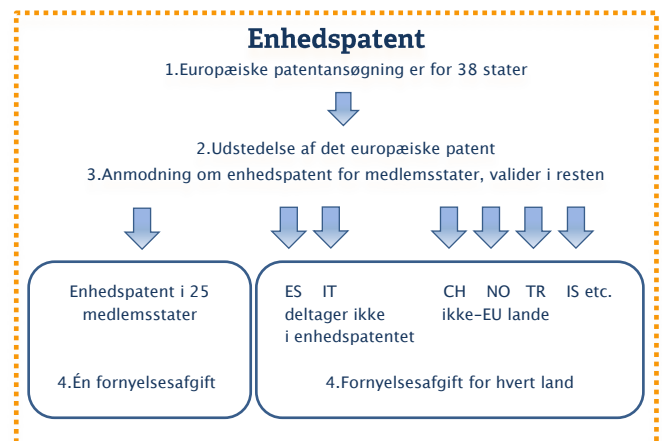 Enhedspatent
1.Europæiske patentansøgning er for 38 stater
2.Udstedelse af det europæiske patent
3.Anmodning om enhedspatent for medlemsstater, valider i resten
Enhedspatent i 25
medlemsstater
4.Én fornyelsesafgift
ES IT
deltager ikke
i enhedspatentet
CH NO TR IS etc.
ikke-EU lande
4.Fornyelsesafgift for hvert land